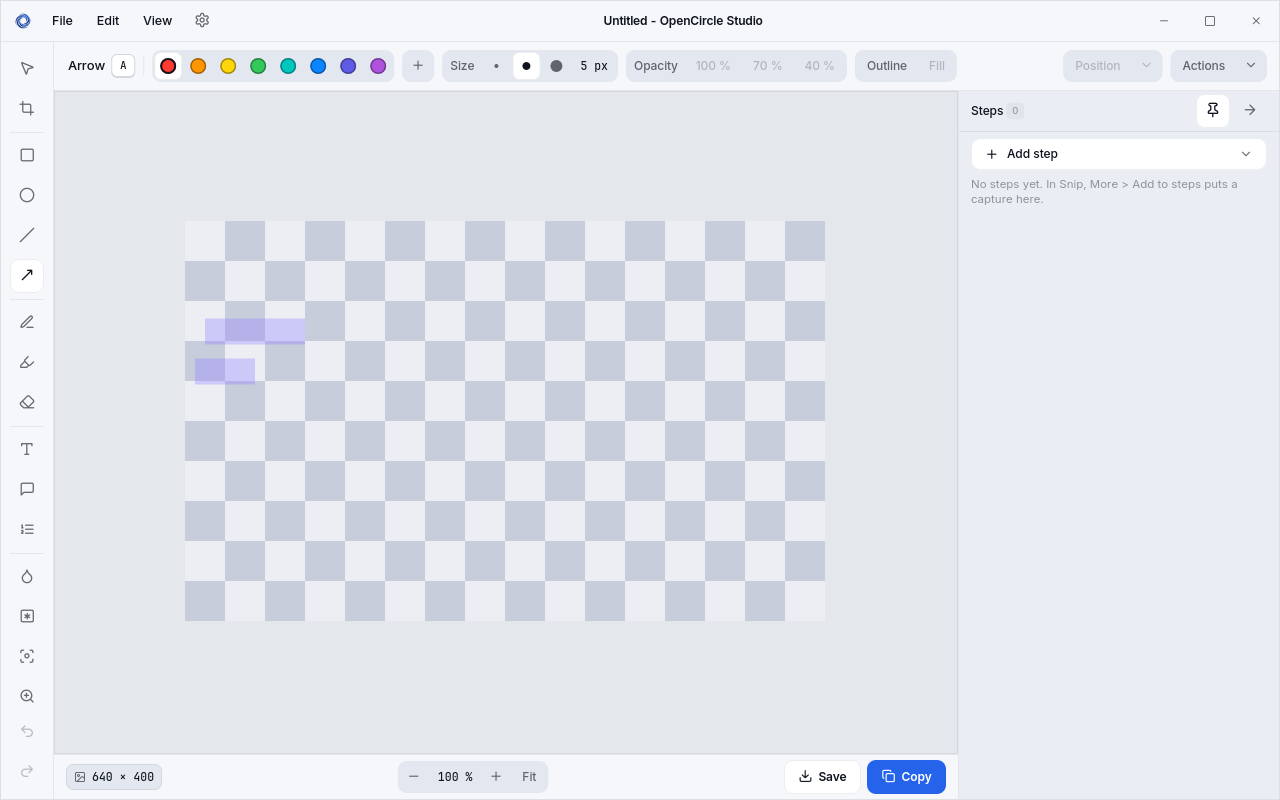 File Edit View
Untitled - OpenCircle Studio
Arrow A
Size 5 px
Opacity 100 % 70 % 40 %
Outline Fill
Position
Actions
Steps 0
Add step
No steps yet. In Snip, More > Add to steps puts a
capture here.
640 × 400
100 %
Fit
Save
Copy